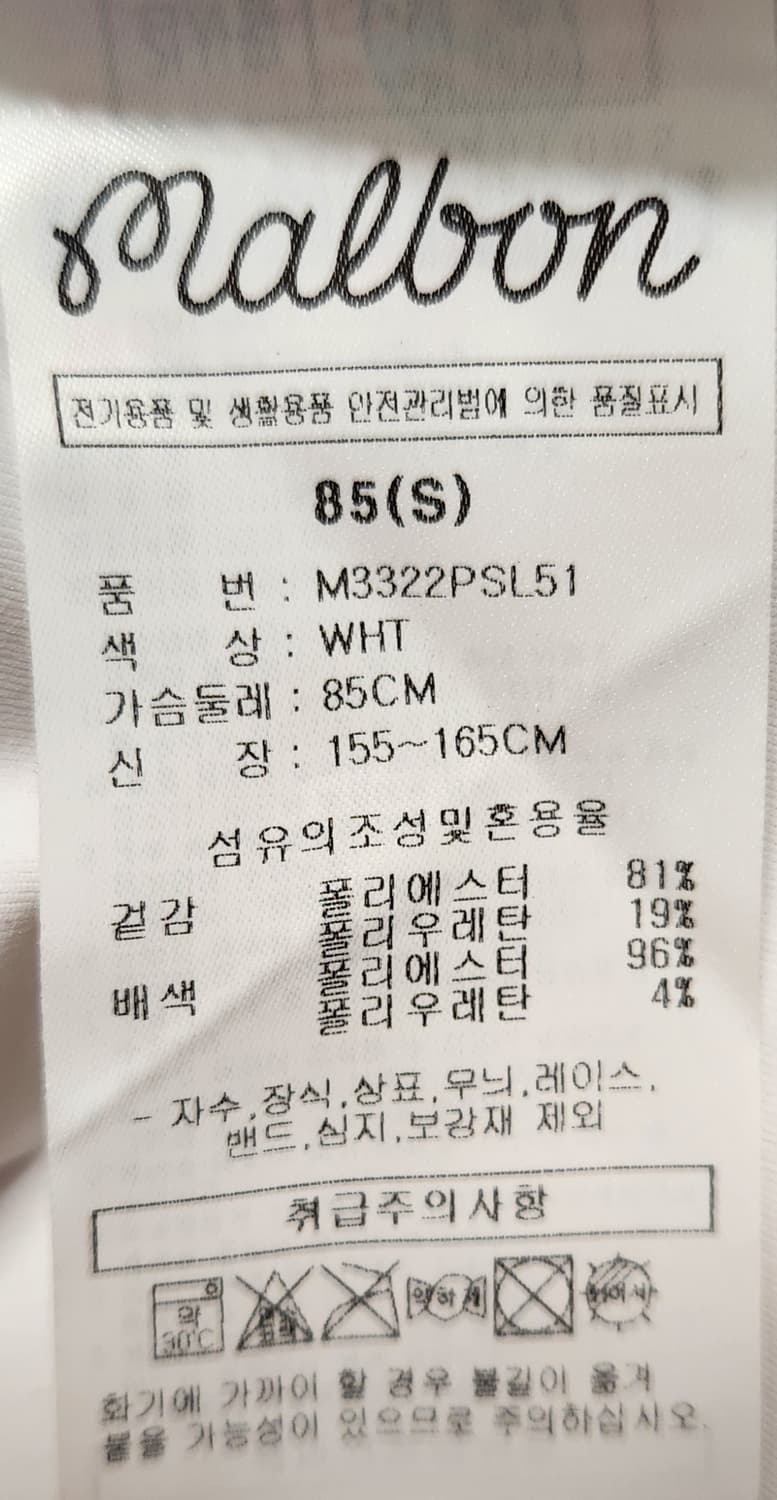 malbon
전기용품 및 생활용품 안전관리법에 의한 품질표시
85(S)
품 번 : M3322PSL51
색 상 : WHT
가슴둘레 : 85CM
신 장 : 155~165CM
섬유의조성및혼용율
겉감 폴리에스터 81%
폴리우레탄 19%
배색 폴리에스터 96%
폴리우레탄 4%
- 자수,장식,상표,무늬,레이스,
밴드,심지,보강재 제외
취급주의사항
약 30℃ 약하게
화기에 가까이 할 경우 불길이 옮겨
붙을 가능성이 있으므로 주의하십시오.